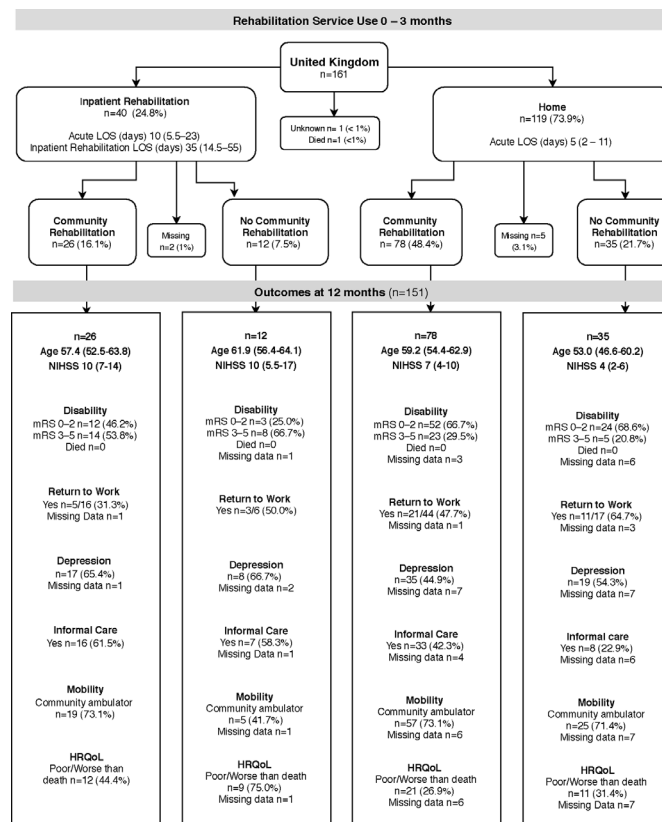 Rehabilitation Service Use 0 – 3 months
United Kingdom
n=161
Inpatient Rehabilitation
n=40 (24.8%)
Acute LOS (days) 10 (5.5–23)
Inpatient Rehabilitation LOS (days) 35 (14.5–55)
Unknown n= 1 (< 1%)
Died n=1 (<1%)
Home
n=119 (73.9%)
Acute LOS (days) 5 (2 – 11)
Community
Rehabilitation
n=26 (16.1%)
Missing
n=2 (1%)
No Community
Rehabilitation
n=12 (7.5%)
Community
Rehabilitation
n= 78 (48.4%)
Missing n=5
(3.1%)
No Community
Rehabilitation
n=35 (21.7%)
Outcomes at 12 months (n=151)
n=26
Age 57.4 (52.5-63.8)
NIHSS 10 (7-14)
Disability
mRS 0–2 n=12 (46.2%)
mRS 3–5 n=14 (53.8%)
Died n=0
Return to Work
Yes n=5/16 (31.3%)
Missing Data n=1
Depression
n=17 (65.4%)
Missing data n=1
Informal Care
Yes n=16 (61.5%)
Mobility
Community ambulator
n=19 (73.1%)
HRQoL
Poor/Worse than
death n=12 (44.4%)
n=12
Age 61.9 (56.4-64.1)
NIHSS 10 (5.5-17)
Disability
mRS 0–2 n=3 (25.0%)
mRS 3–5 n=8 (66.7%)
Died n=0
Missing data n=1
Return to Work
Yes n=3/6 (50.0%)
Depression
n=8 (66.7%)
Missing data n=2
Informal Care
Yes n=7 (58.3%)
Missing Data n=1
Mobility
Community ambulator
n=5 (41.7%)
Missing data n=1
HRQoL
Poor/Worse than death
n=9 (75.0%)
Missing data n=1
n=78
Age 59.2 (54.4-62.9)
NIHSS 7 (4-10)
Disability
mRS 0–2 n=52 (66.7%)
mRS 3–5 n=23 (29.5%)
Died n=0
Missing data n=3
Return to Work
Yes n=21/44 (47.7%)
Missing data n=1
Depression
n=35 (44.9%)
Missing data n=7
Informal Care
Yes n=33 (42.3%)
Missing data n=4
Mobility
Community ambulator
n=57 (73.1%)
Missing data n=6
HRQoL
Poor/Worse than death
n=21 (26.9%)
Missing data n=6
n=35
Age 53.0 (46.6-60.2)
NIHSS 4 (2-6)
Disability
mRS 0–2 n=24 (68.6%)
mRS 3–5 n=5 (20.8%)
Died n=0
Missing data n=6
Return to Work
Yes n=11/17 (64.7%)
Missing data n=3
Depression
n=19 (54.3%)
Missing data n=7
Informal care
Yes n=8 (22.9%)
Missing data n=6
Mobility
Community ambulator
n=25 (71.4%)
Missing data n=7
HRQoL
Poor/Worse than death
n=11 (31.4%)
Missing Data n=7